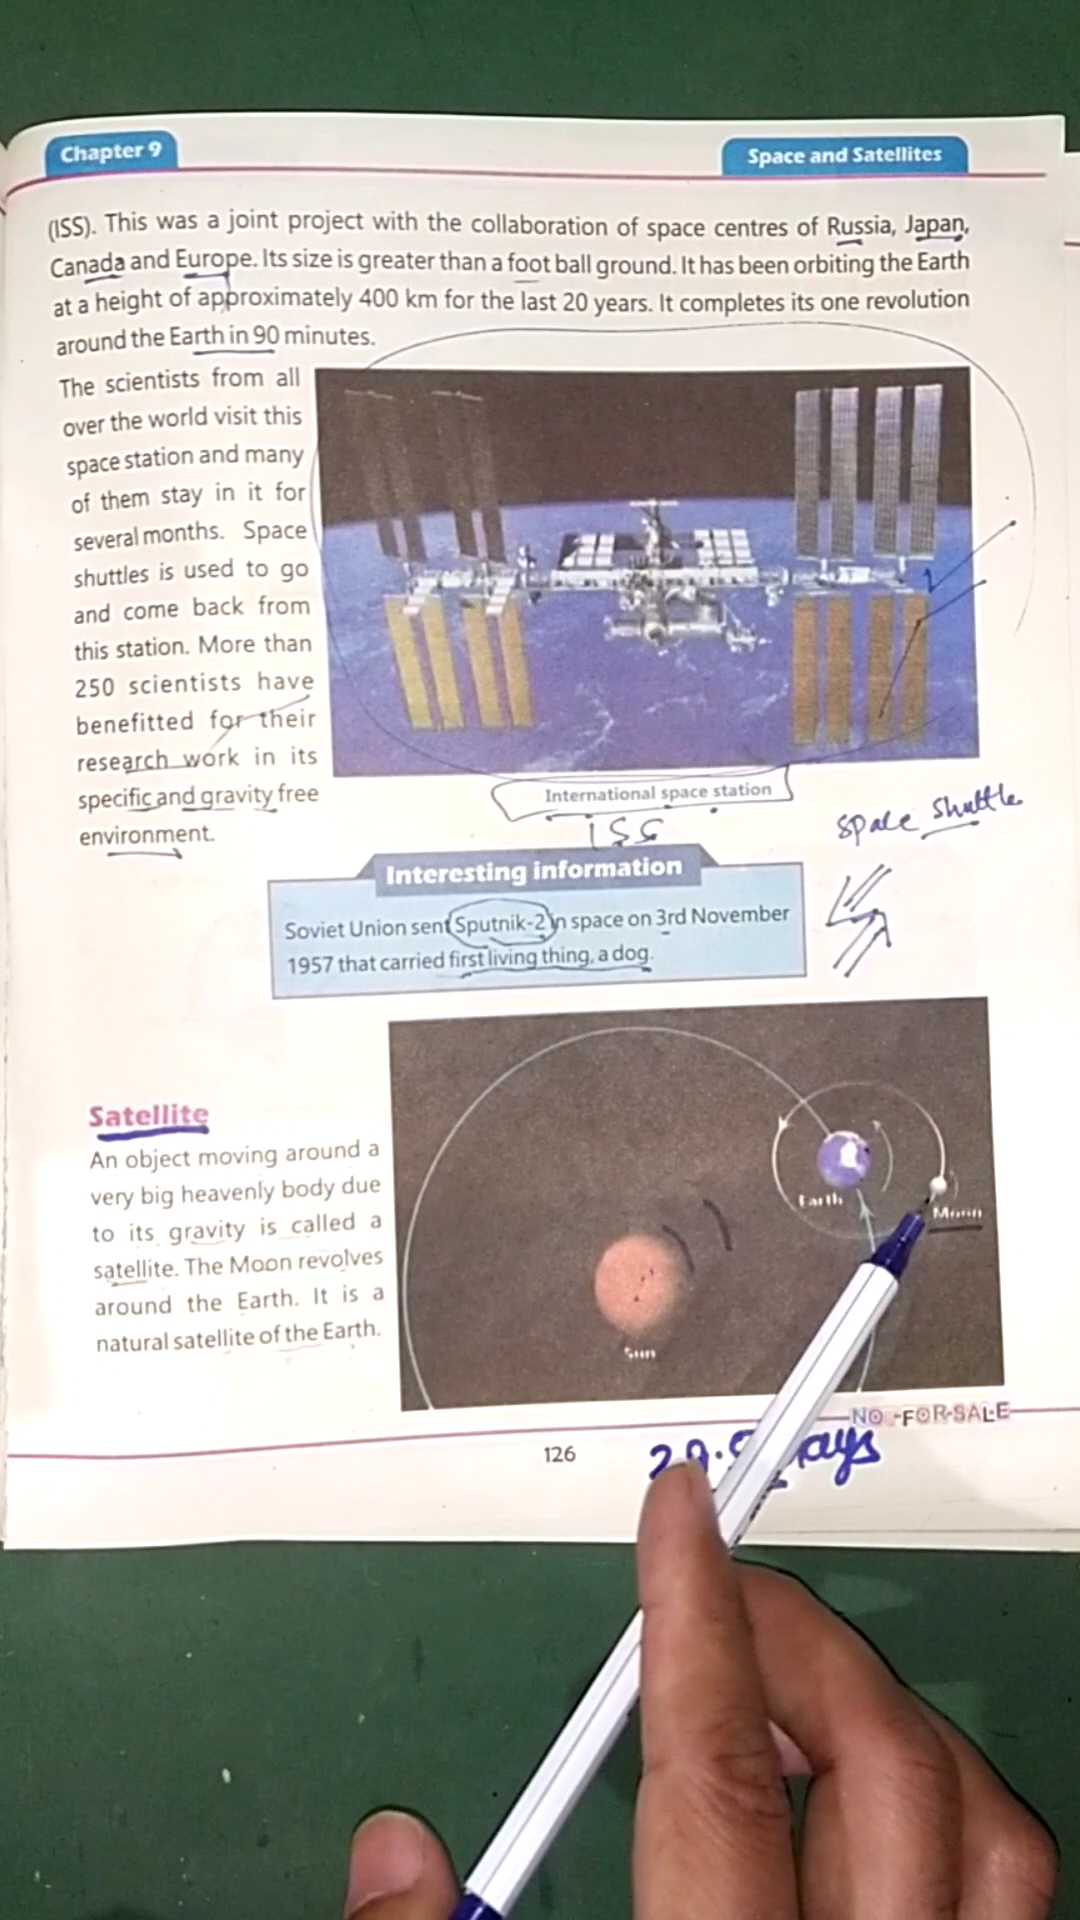 Chapter 9
Space and Satellites
(ISS). This was a joint project with the collaboration of space centres of Russia, Japan,
Canada and Europe. Its size is greater than a foot ball ground. It has been orbiting the Earth
at a height of approximately 400 km for the last 20 years. It completes its one revolution
around the Earth in 90 minutes.
The scientists from all
over the world visit this
space station and many
of them stay in it for
several months. Space
shuttles is used to go
and come back from
this station. More than
250 scientists have
benefitted for their
research work in its
specific and gravity free
environment.
International space station
ISS
space shuttle
Interesting information
Soviet Union sent Sputnik-2 in space on 3rd November
1957 that carried first living thing, a dog.
Satellite
An object moving around a
very big heavenly body due
to its gravity is called a
satellite. The Moon revolves
around the Earth. It is a
natural satellite of the Earth.
Earth
Moon
Sun
NO -FOR-SALE
126